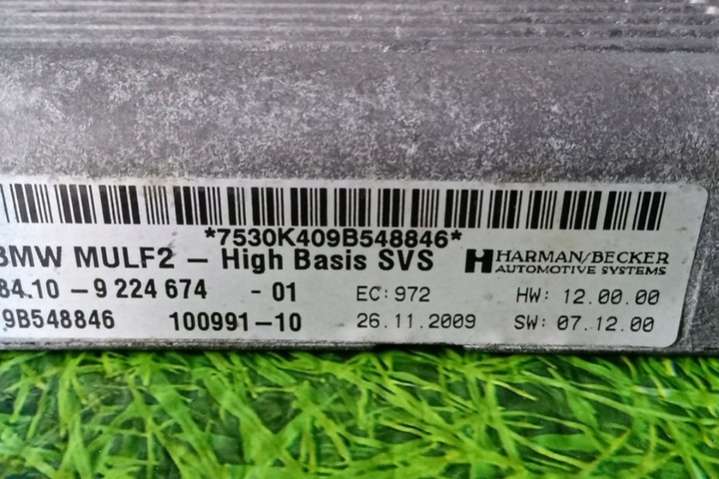 *7530K409B548846*
BMW MULF2 – High Basis SVS
HARMAN/BECKER
AUTOMOTIVE SYSTEMS
84.10 – 9 224 674 - 01 EC: 972 HW: 12.00.00
9B548846 100991–10 26.11.2009 SW: 07.12.00